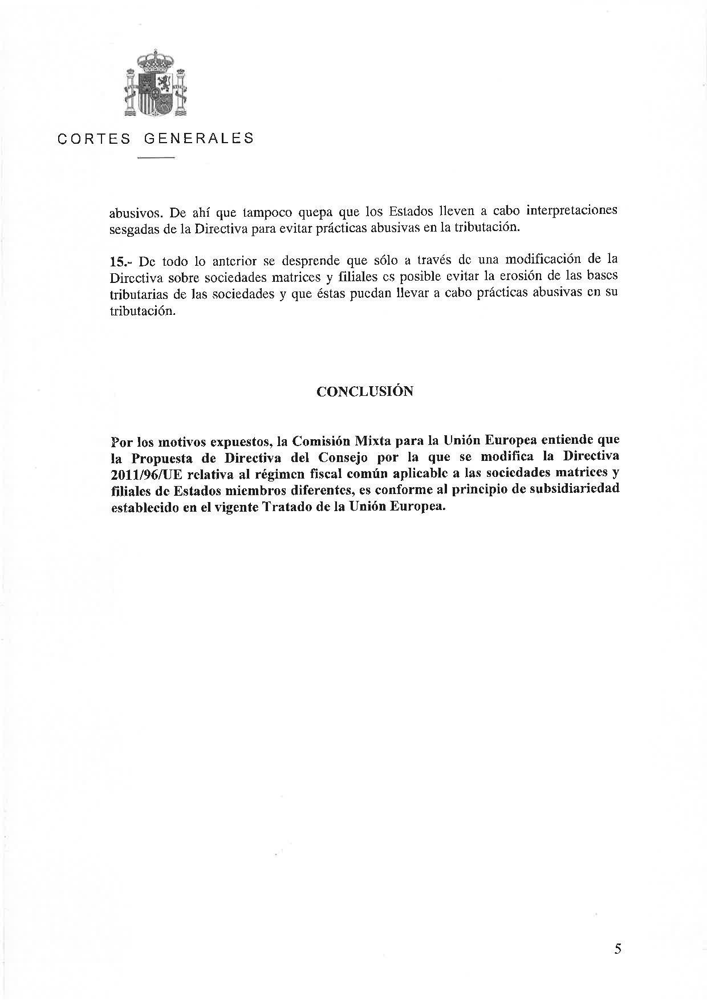 CORTES GENERALES
abusivos. De ahí que tampoco quepa que los Estados lleven a cabo interpretaciones
sesgadas de la Directiva para evitar prácticas abusivas en la tributación.
15.- De todo lo anterior se desprende que sólo a través de una modificación de la
Directiva sobre sociedades matrices y filiales es posible evitar la erosión de las bases
tributarias de las sociedades y que éstas puedan llevar a cabo prácticas abusivas en su
tributación.
CONCLUSIÓN
Por los motivos expuestos, la Comisión Mixta para la Unión Europea entiende que
la Propuesta de Directiva del Consejo por la que se modifica la Directiva
2011/96/UE relativa al régimen fiscal común aplicable a las sociedades matrices y
filiales de Estados miembros diferentes, es conforme al principio de subsidiariedad
establecido en el vigente Tratado de la Unión Europea.
5